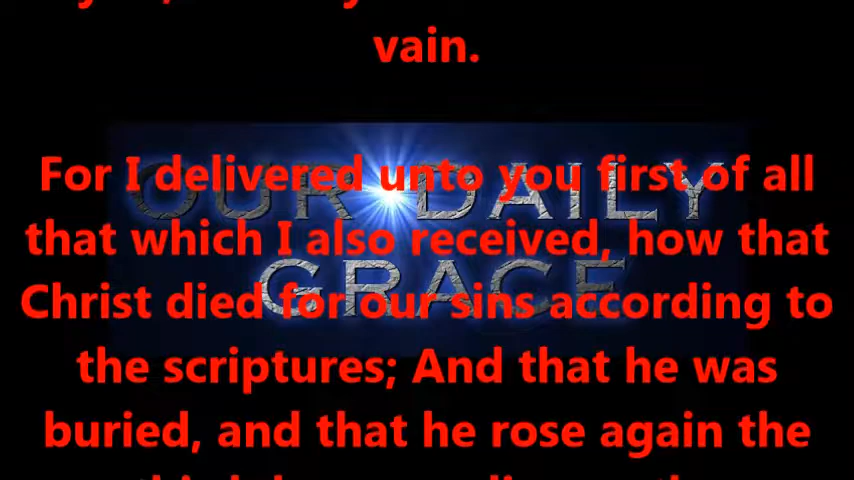 vain.
For I delivered unto you first of all
that which I also received, how that
Christ died for our sins according to
the scriptures; And that he was
buried, and that he rose again the
OUR DAILY
GRACE